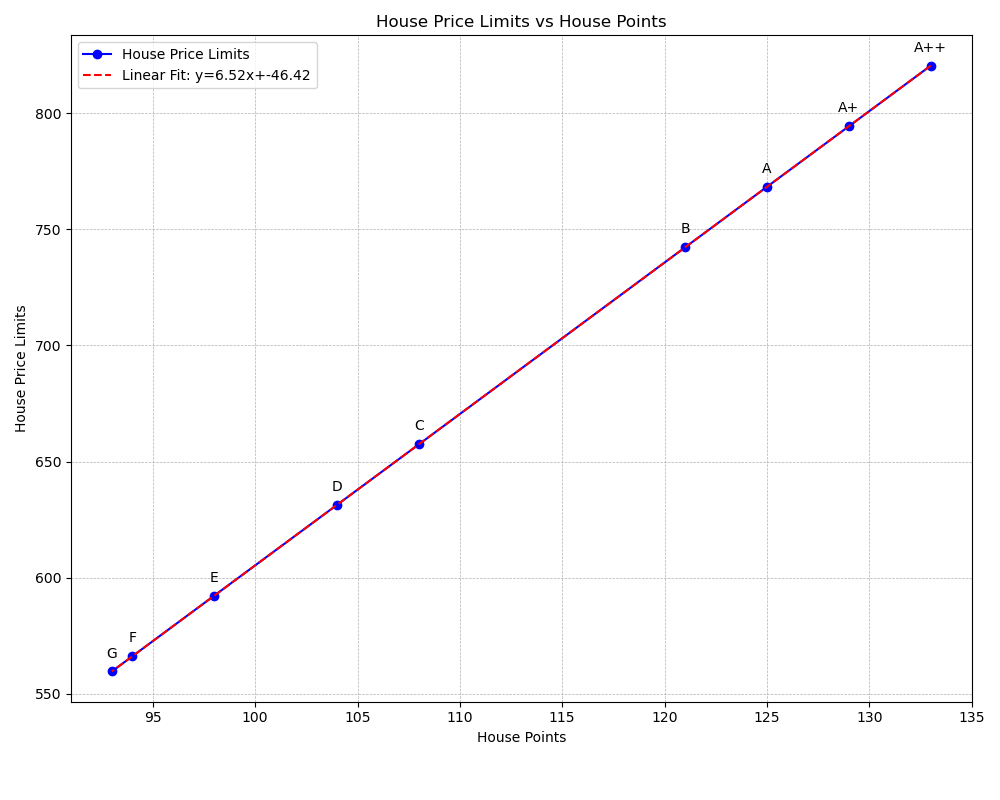 House Price Limits vs House Points
House Price Limits
Linear Fit: y=6.52x+-46.42
A++
A+
A
B
C
D
E
F
G
800
750
700
650
600
550
House Price Limits
95 100 105 110 115 120 125 130 135
House Points